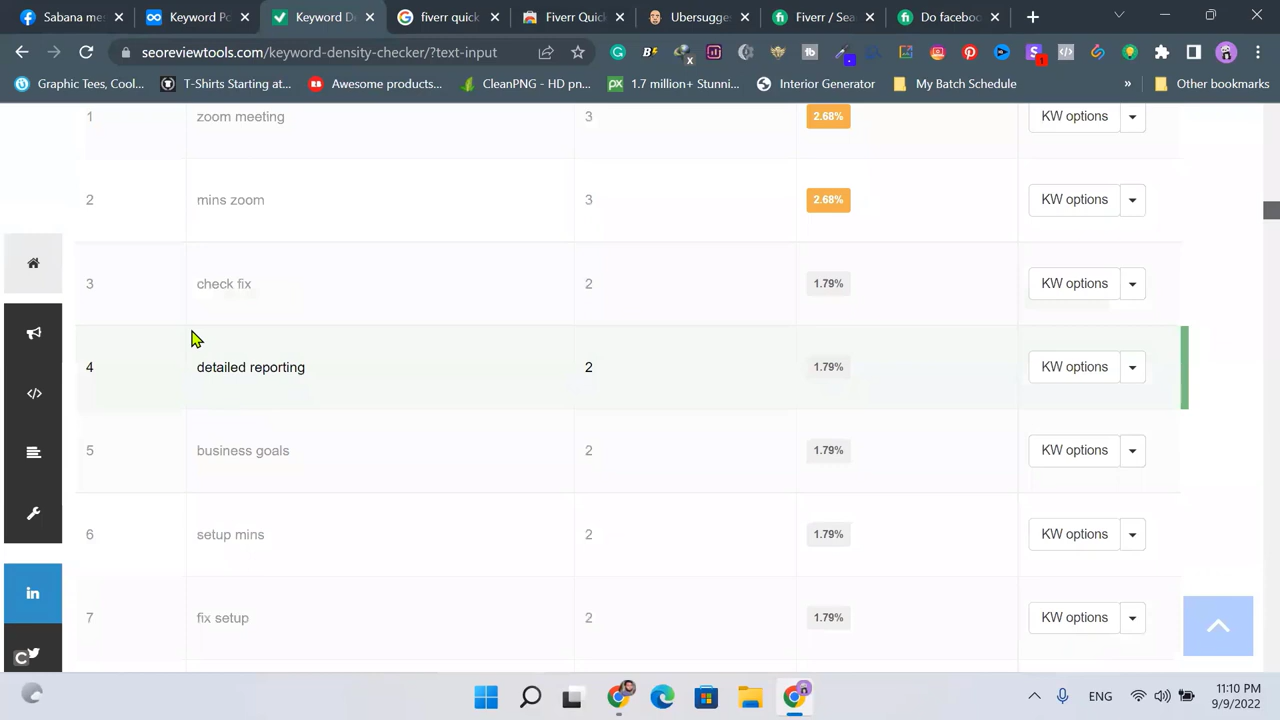 Sabana me
Keyword Po
Keyword De
fiverr quick
Fiverr Quic
Ubersugges
Fiverr / Sea
Do facebo
seoreviewtools.com/keyword-density-checker/?text-input
Graphic Tees, Cool...
T-Shirts Starting at...
Awesome products...
CleanPNG - HD pn...
1.7 million+ Stunni...
Interior Generator
My Batch Schedule
»
Other bookmarks
1 zoom meeting 3 2.68% KW options
2 mins zoom 3 2.68% KW options
3 check fix 2 1.79% KW options
4 detailed reporting 2 1.79% KW options
5 business goals 2 1.79% KW options
6 setup mins 2 1.79% KW options
7 fix setup 2 1.79% KW options
ENG
11:10 PM
9/9/2022